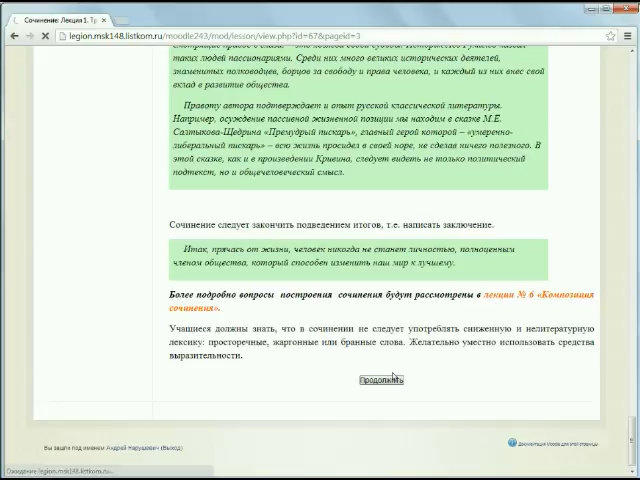 Сочинение: Лекция 1. Тр
legion.msk148.listkom.ru/moodle243/mod/lesson/view.php?id=67&pageid=3
таких людей пассионариями. Среди них много великих исторических деятелей,
знаменитых полководцев, борцов за свободу и права человека, и каждый из них внес свой
вклад в развитие общества.
Правоту автора подтверждает и опыт русской классической литературы.
Например, осуждение пассивной жизненной позиции мы находим в сказке М.Е.
Салтыкова-Щедрина «Премудрый пискарь», главный герой которой – «умеренно-
либеральный пискарь» – всю жизнь просидел в своей норе, не сделав ничего полезного. В
этой сказке, как и в произведении Кривина, следует видеть не только политический
подтекст, но и общечеловеческий смысл.
Сочинение следует закончить подведением итогов, т.е. написать заключение.
Итак, прячась от жизни, человек никогда не станет личностью, полноценным
членом общества, который способен изменить наш мир к лучшему.
Более подробно вопросы построения сочинения будут рассмотрены в лекции № 6 «Композиция
сочинения».
Учащиеся должны знать, что в сочинении не следует употреблять сниженную и нелитературную
лексику: просторечные, жаргонные или бранные слова. Желательно уместно использовать средства
выразительности.
Продолжить
Вы зашли под именем Андрей Нарушевич (Выход)
Документация Moodle для этой страницы
Ожидание legion.msk148.listkom.ru...